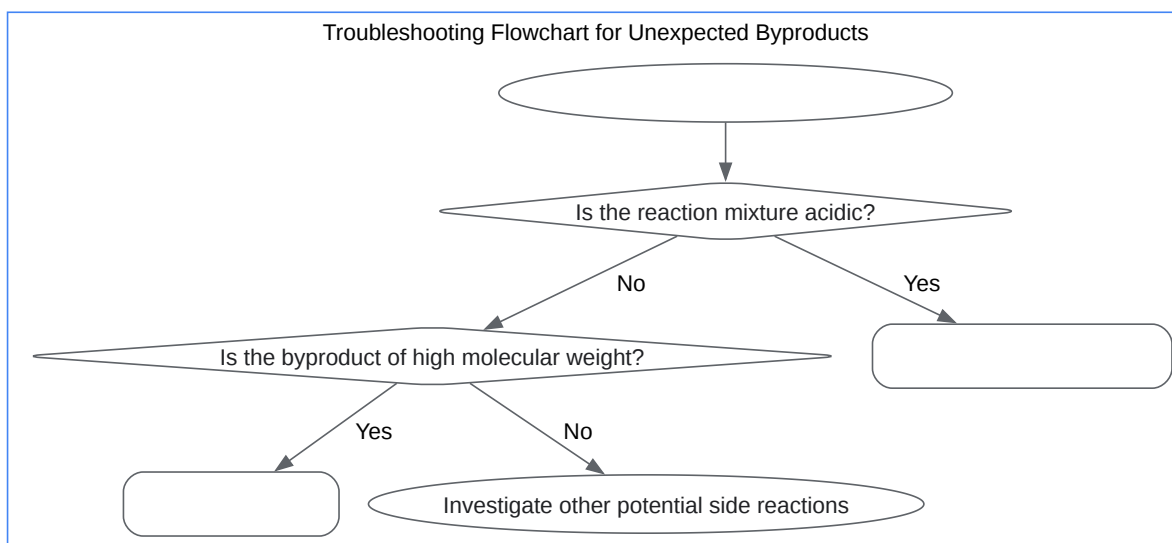 Troubleshooting Flowchart for Unexpected Byproducts
Is the reaction mixture acidic?
No
Yes
Is the byproduct of high molecular weight?
Yes
No
Investigate other potential side reactions